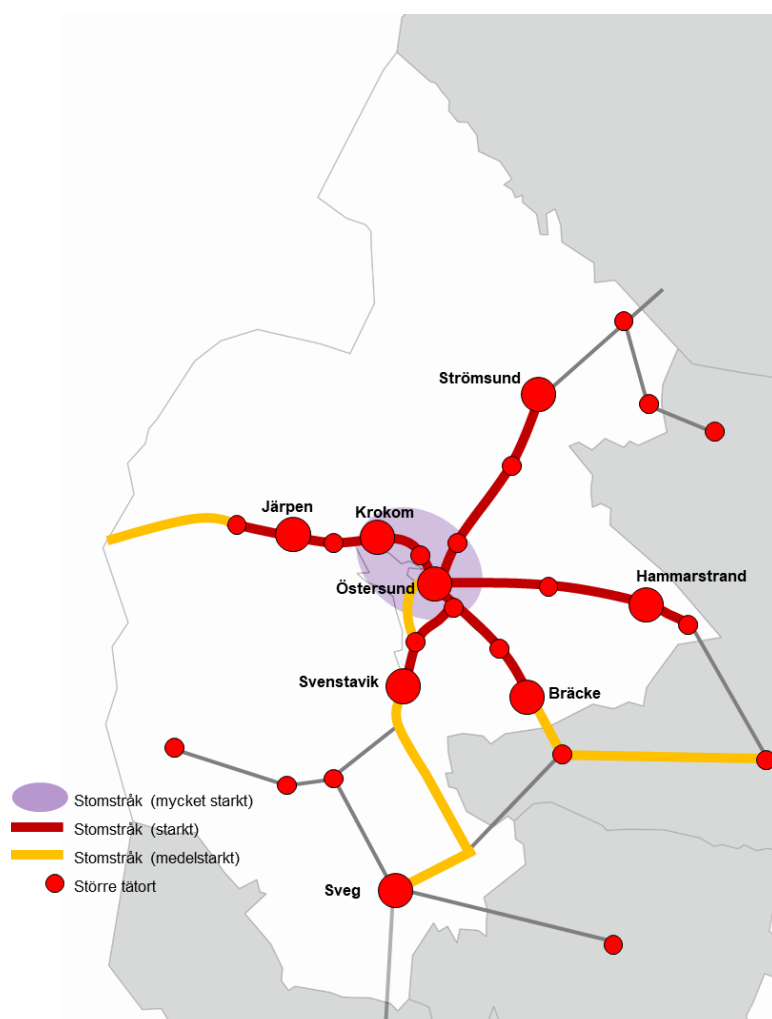 Strömsund
Järpen
Krokom
Östersund
Hammarstrand
Svenstavik
Bräcke
Stomstråk (mycket starkt)
Stomstråk (starkt)
Stomstråk (medelstarkt)
Större tätort
Sveg